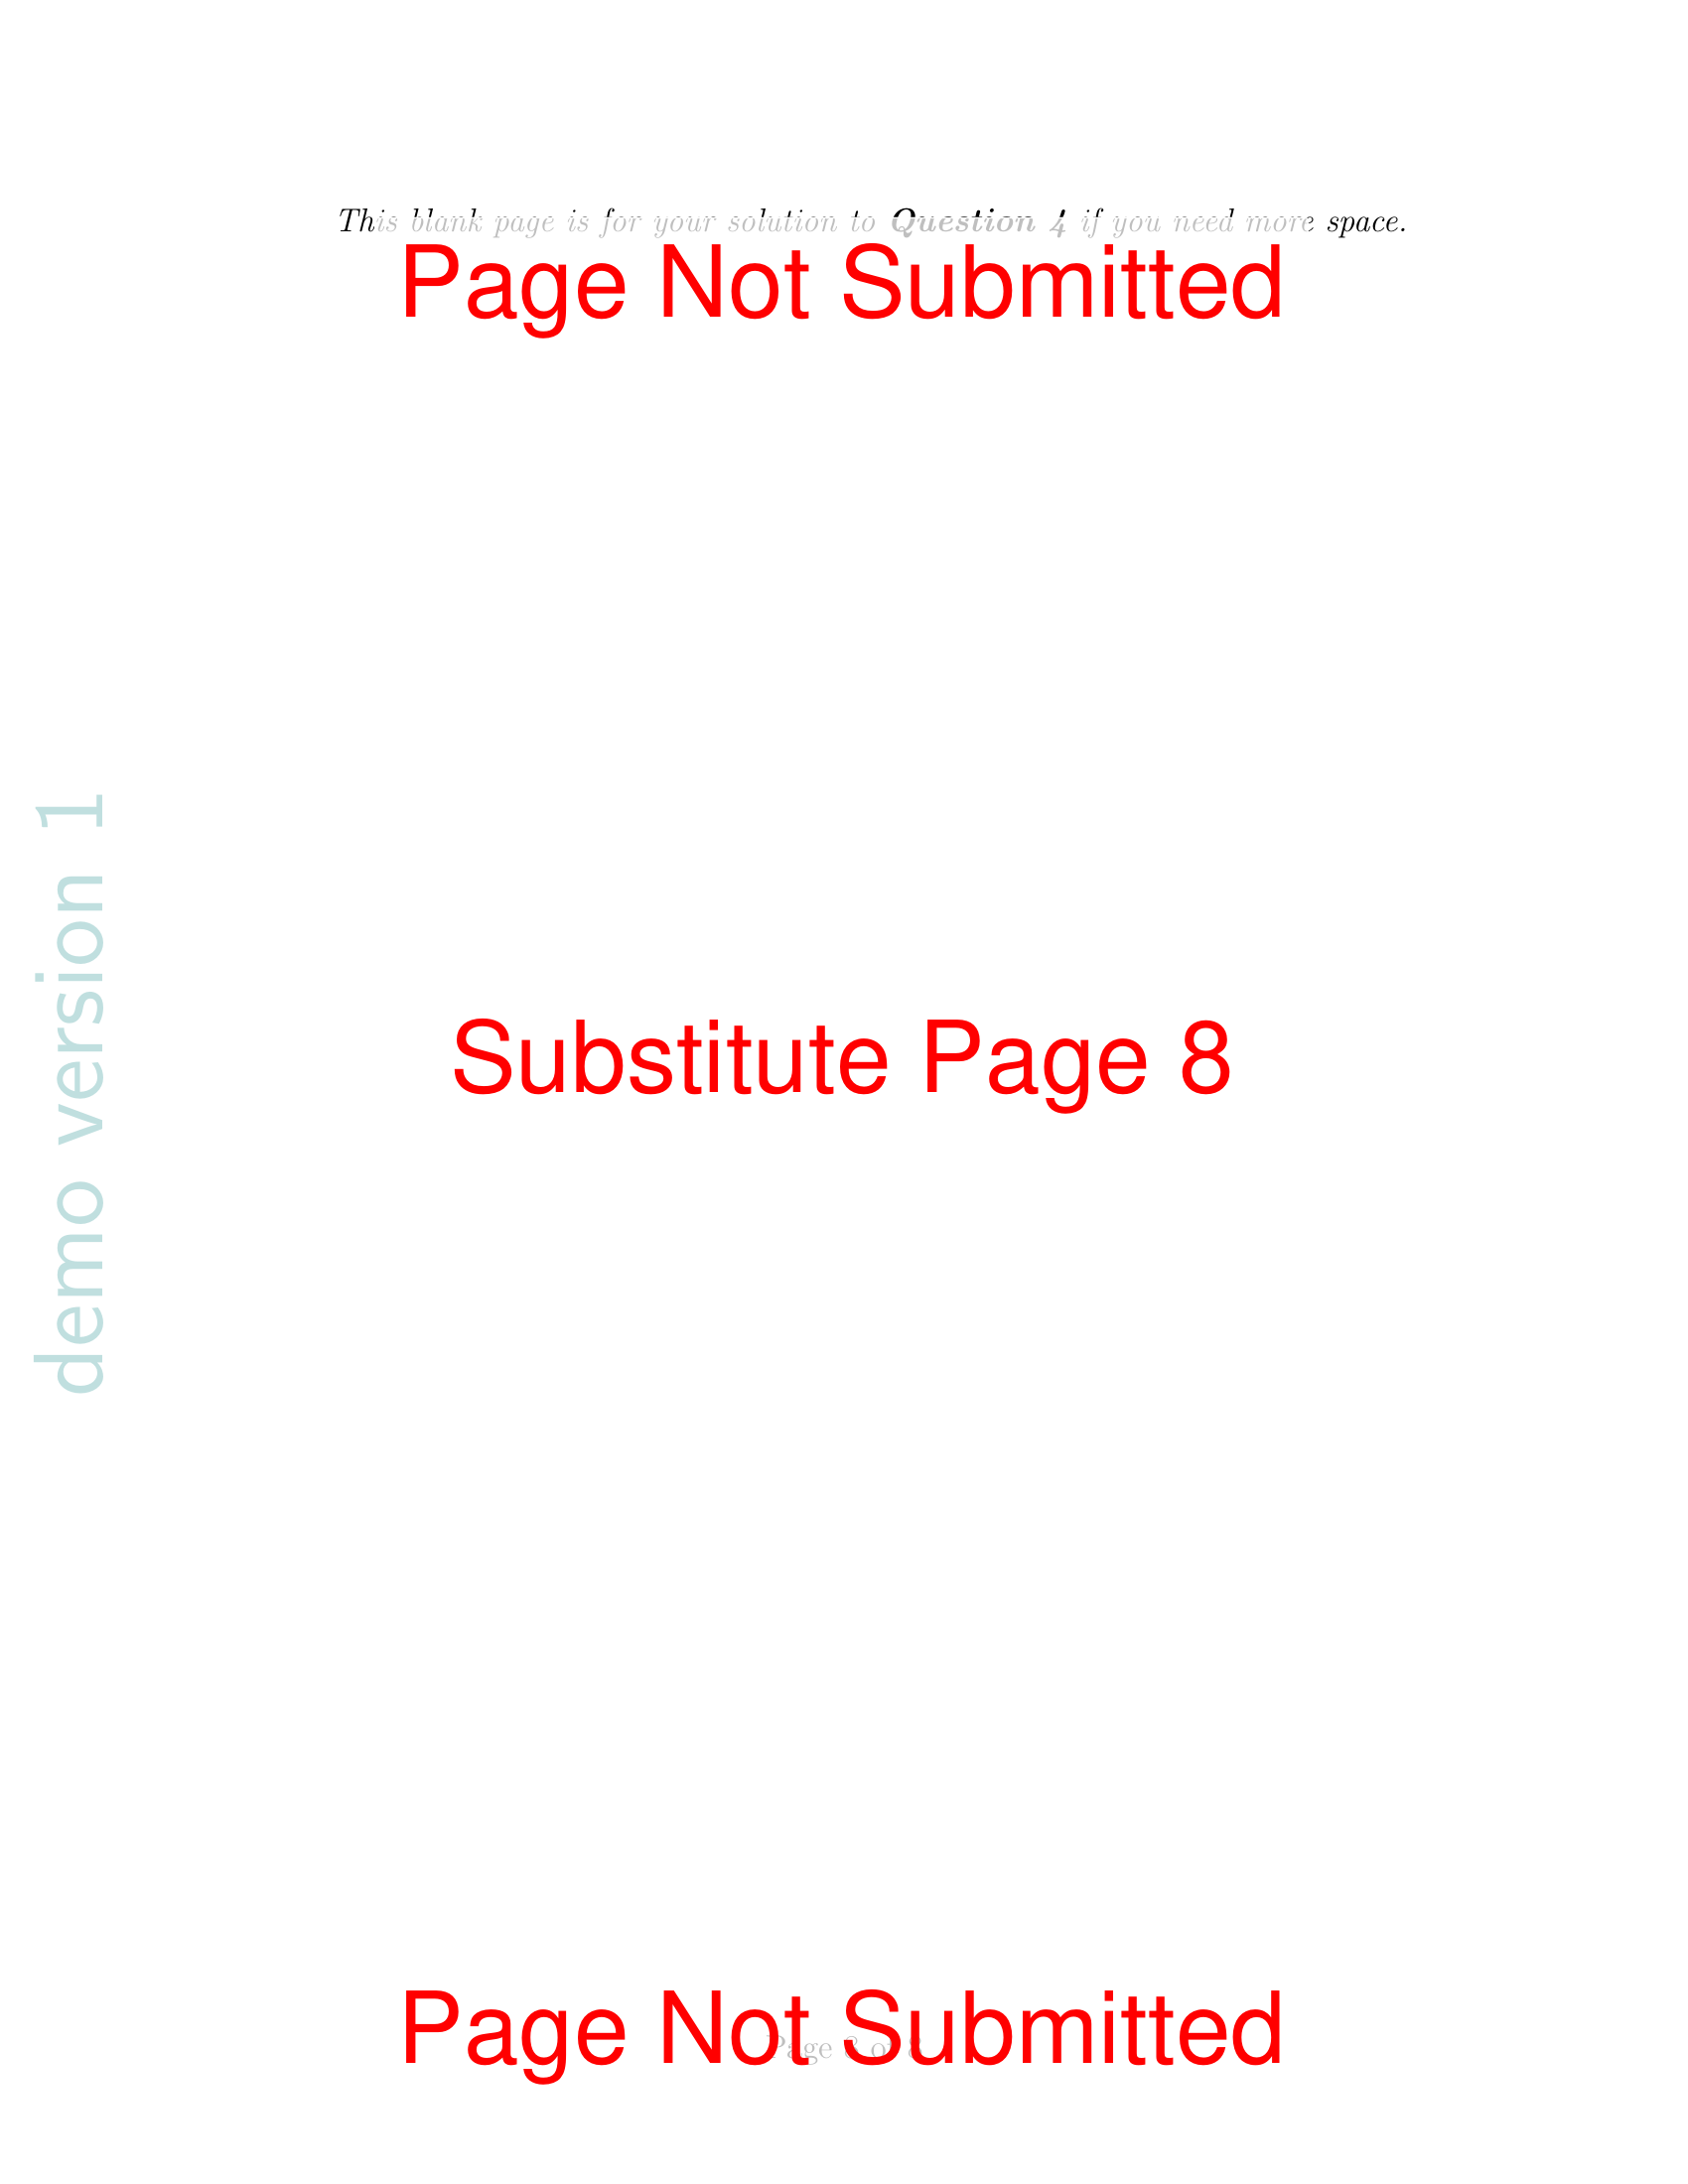 This blank page is for your solution to Question 4 if you need more space.
Page Not Submitted
demo version 1
Substitute Page 8
Page Not Submitted
Page 8 of 8